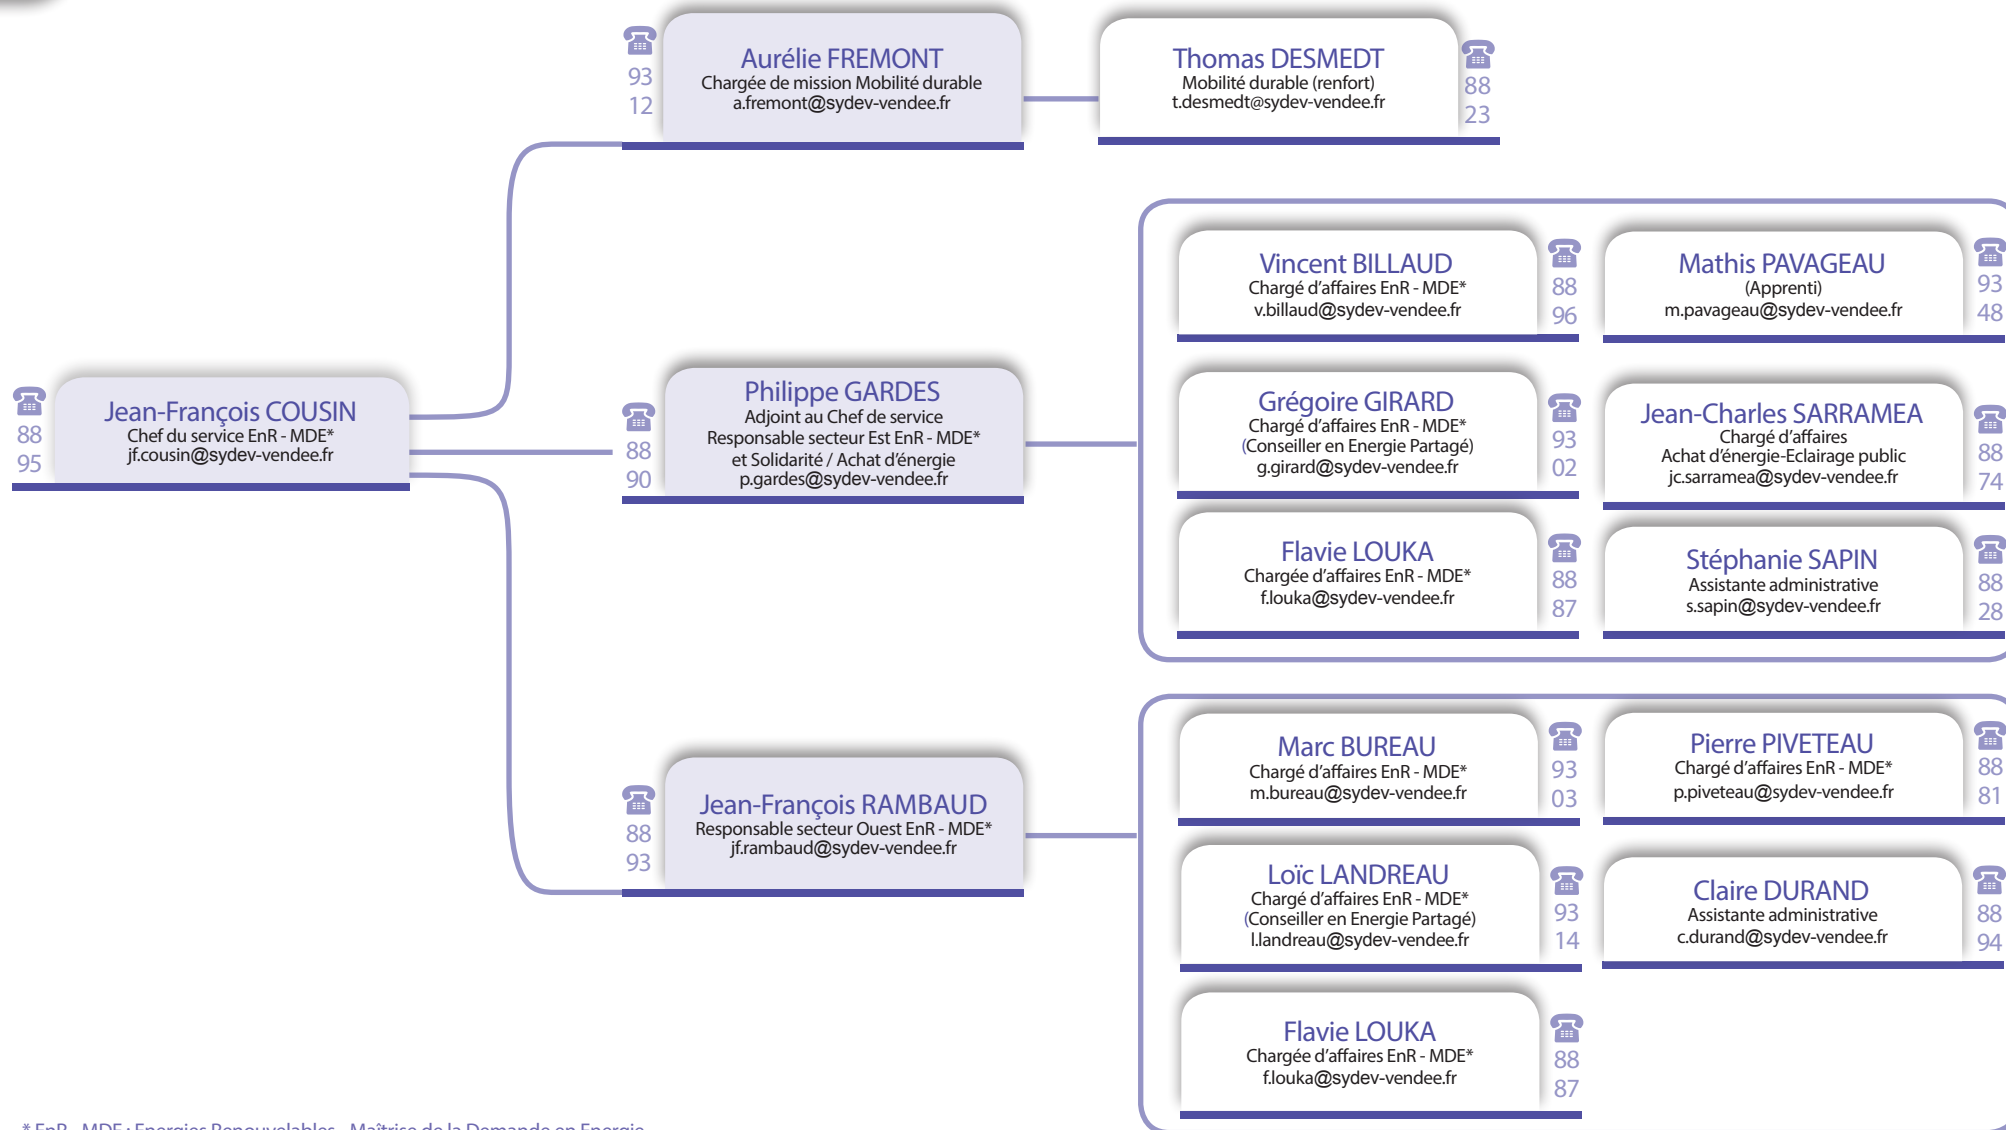 93
12
Aurélie FREMONT
Chargée de mission Mobilité durable
a.fremont@sydev-vendee.fr
Thomas DESMEDT
Mobilité durable (renfort)
t.desmedt@sydev-vendee.fr
88
23
88
95
Jean-François COUSIN
Chef du service EnR - MDE*
jf.cousin@sydev-vendee.fr
88
90
Philippe GARDES
Adjoint au Chef de service
Responsable secteur Est EnR - MDE*
et Solidarité / Achat d'énergie
p.gardes@sydev-vendee.fr
Vincent BILLAUD
Chargé d'affaires EnR - MDE*
v.billaud@sydev-vendee.fr
88
96
Mathis PAVAGEAU
(Apprenti)
m.pavageau@sydev-vendee.fr
93
48
Grégoire GIRARD
Chargé d'affaires EnR - MDE*
(Conseiller en Energie Partagé)
g.girard@sydev-vendee.fr
93
02
Jean-Charles SARRAMEA
Chargé d'affaires
Achat d'énergie-Eclairage public
jc.sarramea@sydev-vendee.fr
88
74
Flavie LOUKA
Chargée d'affaires EnR - MDE*
f.louka@sydev-vendee.fr
88
87
Stéphanie SAPIN
Assistante administrative
s.sapin@sydev-vendee.fr
88
28
88
93
Jean-François RAMBAUD
Responsable secteur Ouest EnR - MDE*
jf.rambaud@sydev-vendee.fr
Marc BUREAU
Chargé d'affaires EnR - MDE*
m.bureau@sydev-vendee.fr
93
03
Pierre PIVETEAU
Chargé d'affaires EnR - MDE*
p.piveteau@sydev-vendee.fr
88
81
Loïc LANDREAU
Chargé d'affaires EnR - MDE*
(Conseiller en Energie Partagé)
l.landreau@sydev-vendee.fr
93
14
Claire DURAND
Assistante administrative
c.durand@sydev-vendee.fr
88
94
Flavie LOUKA
Chargée d'affaires EnR - MDE*
f.louka@sydev-vendee.fr
88
87
* EnR - MDE : Energies Renouvelables - Maîtrise de la Demande en Energie